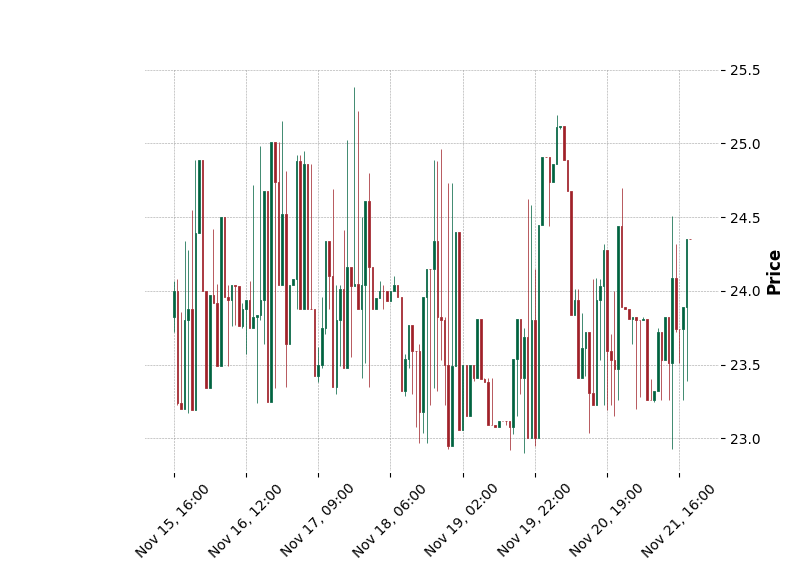 25.5
25.0
24.5
24.0
23.5
23.0
Price
Nov 15, 16:00
Nov 16, 12:00
Nov 17, 09:00
Nov 18, 06:00
Nov 19, 02:00
Nov 19, 22:00
Nov 20, 19:00
Nov 21, 16:00